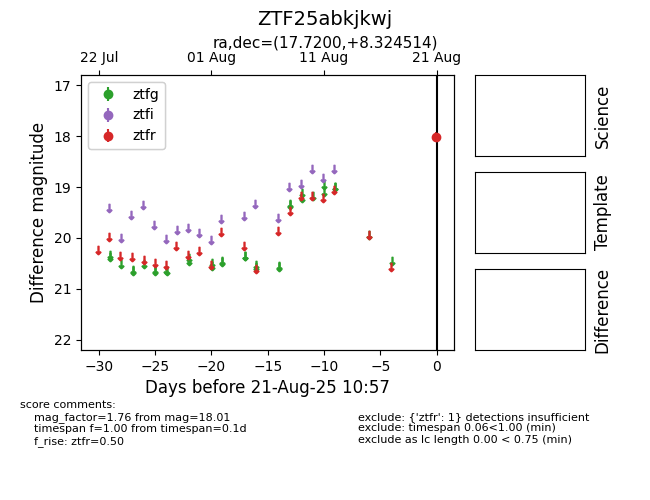 ZTF25abkjkwj
ra,dec=(17.7200,+8.324514)
22 Jul 01 Aug 11 Aug 21 Aug
ztfg
ztfi
ztfr
17
18
19
20
21
22
Difference magnitude
−30 −25 −20 −15 −10 −5 0
Days before 21-Aug-25 10:57
Science
Template
Difference
score comments:
mag_factor=1.76 from mag=18.01
timespan f=1.00 from timespan=0.1d
f_rise: ztfr=0.50
exclude: {'ztfr': 1} detections insufficient
exclude: timespan 0.06<1.00 (min)
exclude as lc length 0.00 < 0.75 (min)